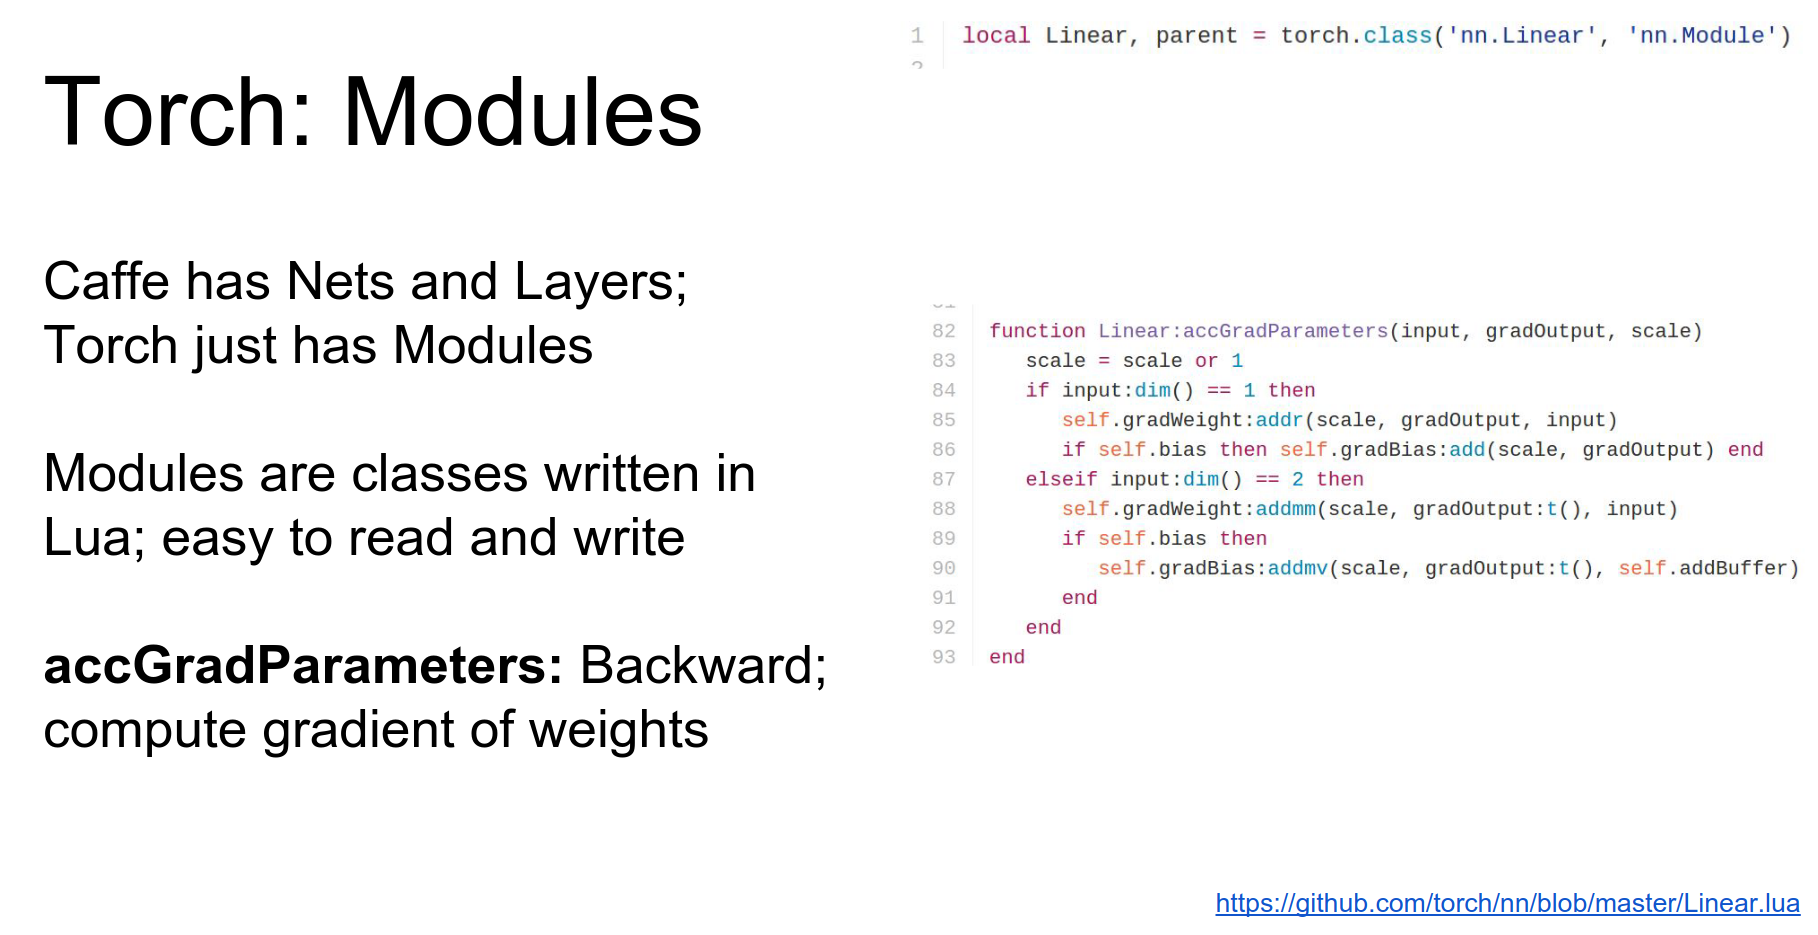 Torch: Modules
Caffe has Nets and Layers;
Torch just has Modules
Modules are classes written in
Lua; easy to read and write
accGradParameters: Backward;
compute gradient of weights
1 local Linear, parent = torch.class('nn.Linear', 'nn.Module')
82 function Linear:accGradParameters(input, gradOutput, scale)
83 scale = scale or 1
84 if input:dim() == 1 then
85 self.gradWeight:addr(scale, gradOutput, input)
86 if self.bias then self.gradBias:add(scale, gradOutput) end
87 elseif input:dim() == 2 then
88 self.gradWeight:addmm(scale, gradOutput:t(), input)
89 if self.bias then
90 self.gradBias:addmv(scale, gradOutput:t(), self.addBuffer)
91 end
92 end
93 end
https://github.com/torch/nn/blob/master/Linear.lua